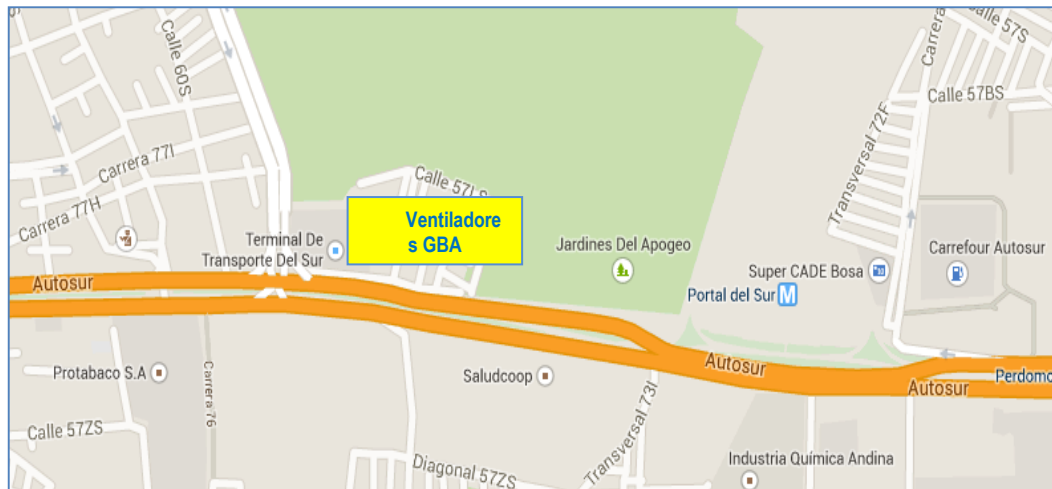 Calle 60S
Carrera 77I
Carrera 77H
Calle 57LS
Ventiladore
s GBA
Terminal De
Transporte Del Sur
Jardines Del Apogeo
Transversal 72F
Calle 57S
Calle 57BS
Carrera
Carrefour Autosur
Super CADE Bosa
Portal del Sur
M
Autosur
Autosur
Autosur
Perdomo
Protabaco S.A
Carrera 76
Saludcoop
Calle 57ZS
Diagonal 57ZS
Transversal 73I
Industria Química Andina